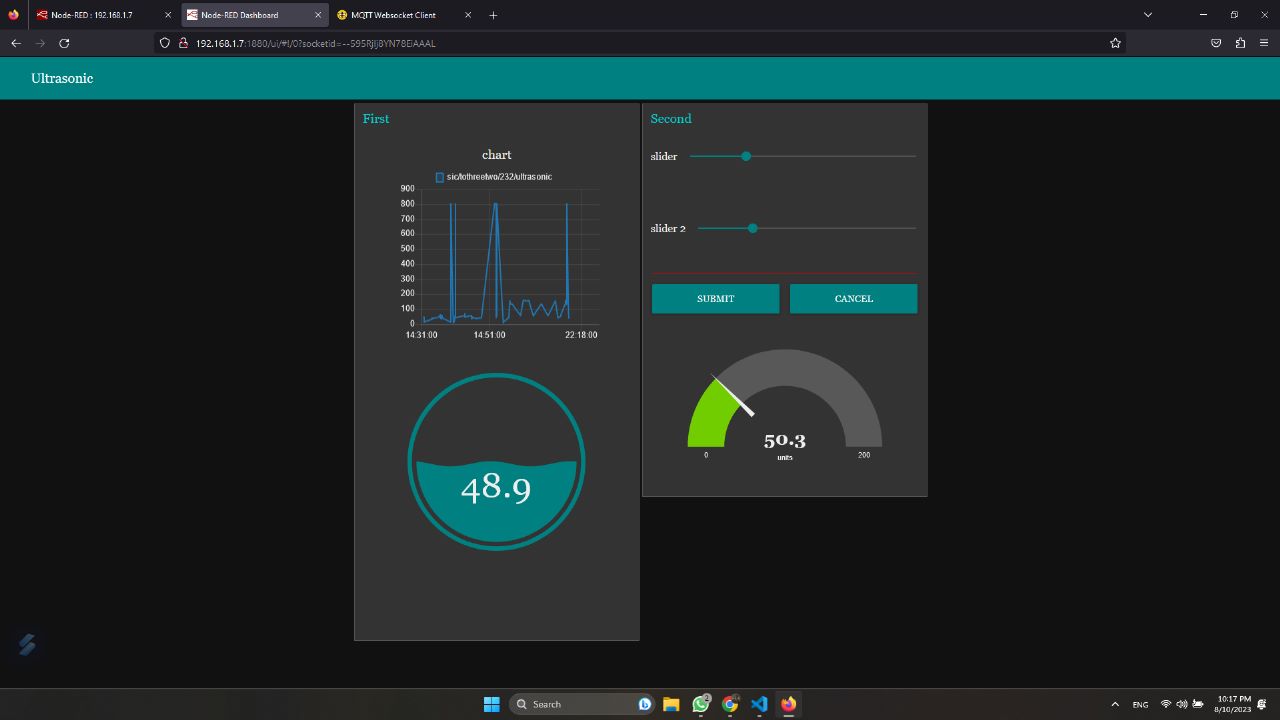 Node-RED : 192.168.1.7
Node-RED Dashboard
MQTT Websocket Client
192.168.1.7:1880/ui/#!/0?socketid=--595Rjlj8YN78EiAAAL
Ultrasonic
First
chart
sic/tothreetwo/232/ultrasonic
900
800
700
600
500
400
300
200
100
0
14:31:00 14:51:00 22:18:00
48.9
Second
slider
slider 2
SUBMIT CANCEL
50.3
units
0 200
Search
ENG
10:17 PM
8/10/2023